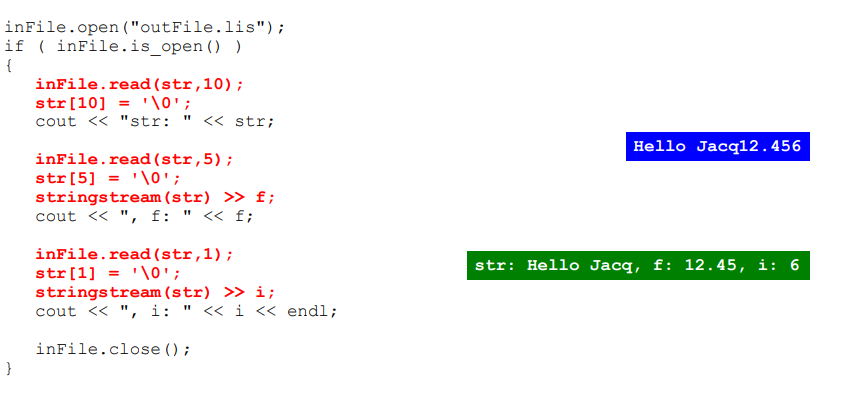 inFile.open("outFile.lis");
if ( inFile.is_open() )
{
inFile.read(str,10);
str[10] = '\0';
cout << "str: " << str;
Hello Jacq12.456
inFile.read(str,5);
str[5] = '\0';
stringstream(str) >> f;
cout << ", f: " << f;
inFile.read(str,1);
str: Hello Jacq, f: 12.45, i: 6
str[1] = '\0';
stringstream(str) >> i;
cout << ", i: " << i << endl;
inFile.close();
}